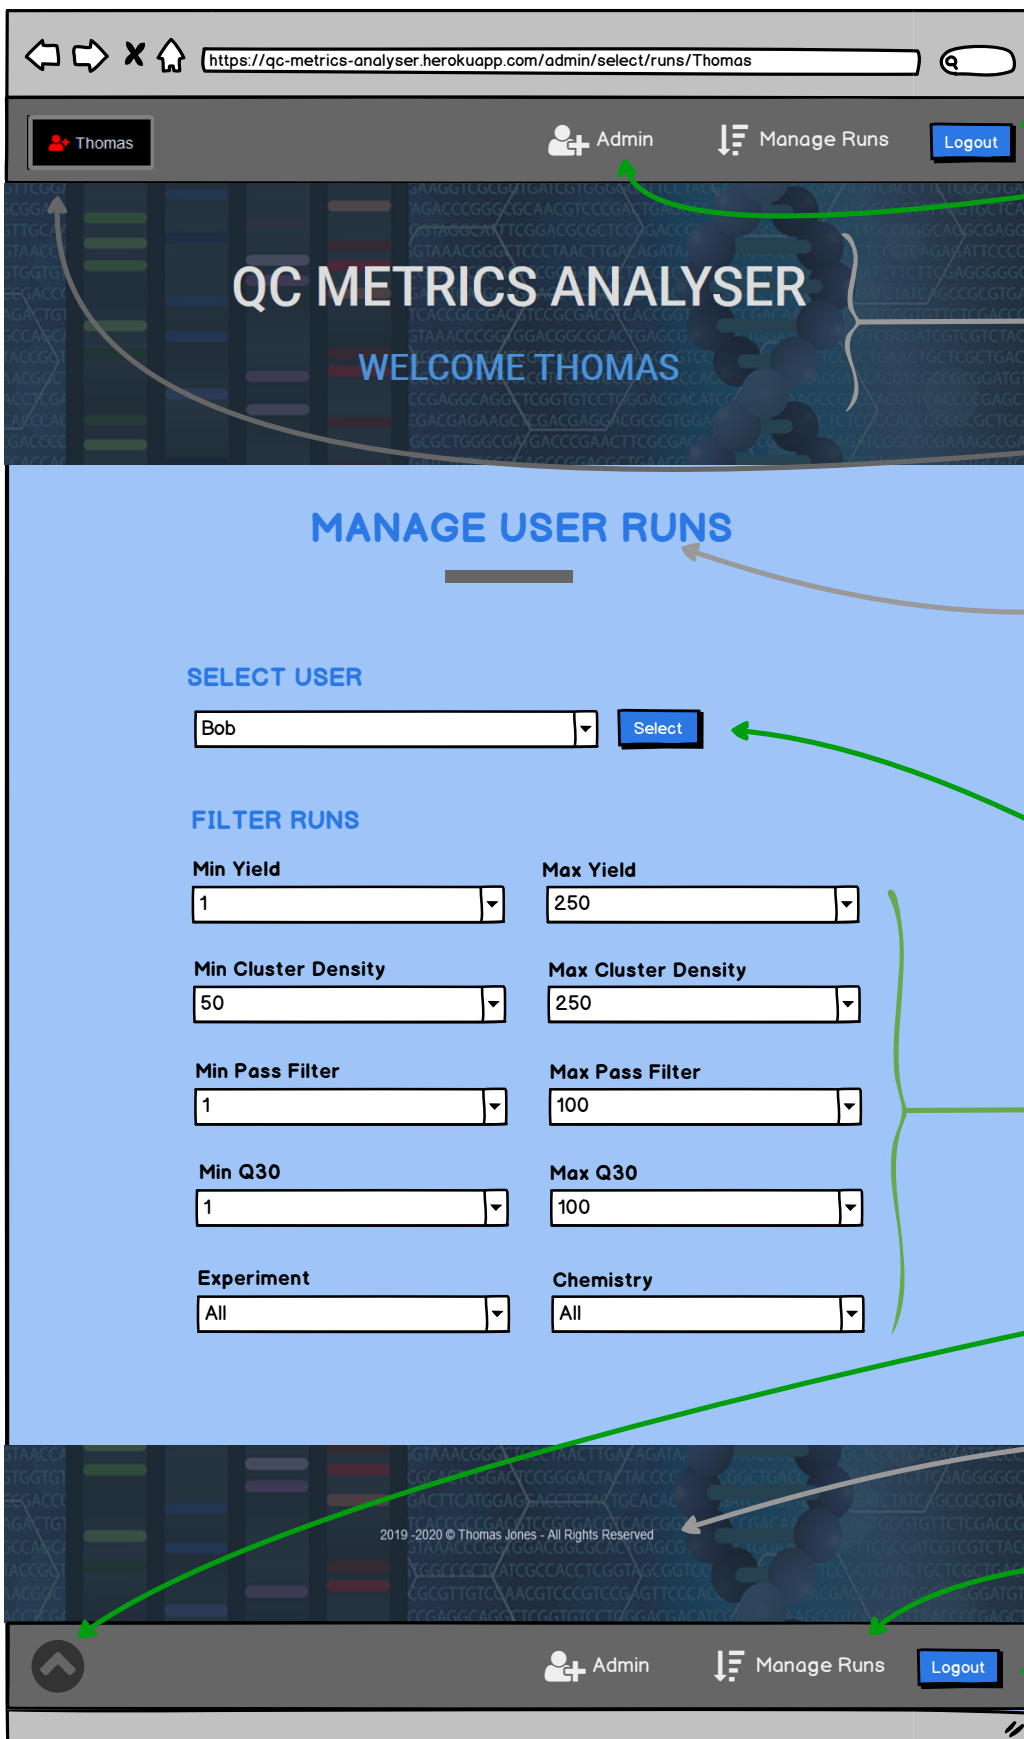 https://qc-metrics-analyser.herokuapp.com/admin/select/runs/Thomas
Thomas Admin Manage Runs Logout
QC METRICS ANALYSER
WELCOME THOMAS
MANAGE USER RUNS
SELECT USER
Bob Select
FILTER RUNS
Min Yield Max Yield
1 250
Min Cluster Density Max Cluster Density
50 250
Min Pass Filter Max Pass Filter
1 100
Min Q30 Max Q30
1 100
Experiment Chemistry
All All
2019 -2020 © Thomas Jones - All Rights Reserved
Admin Manage Runs Logout